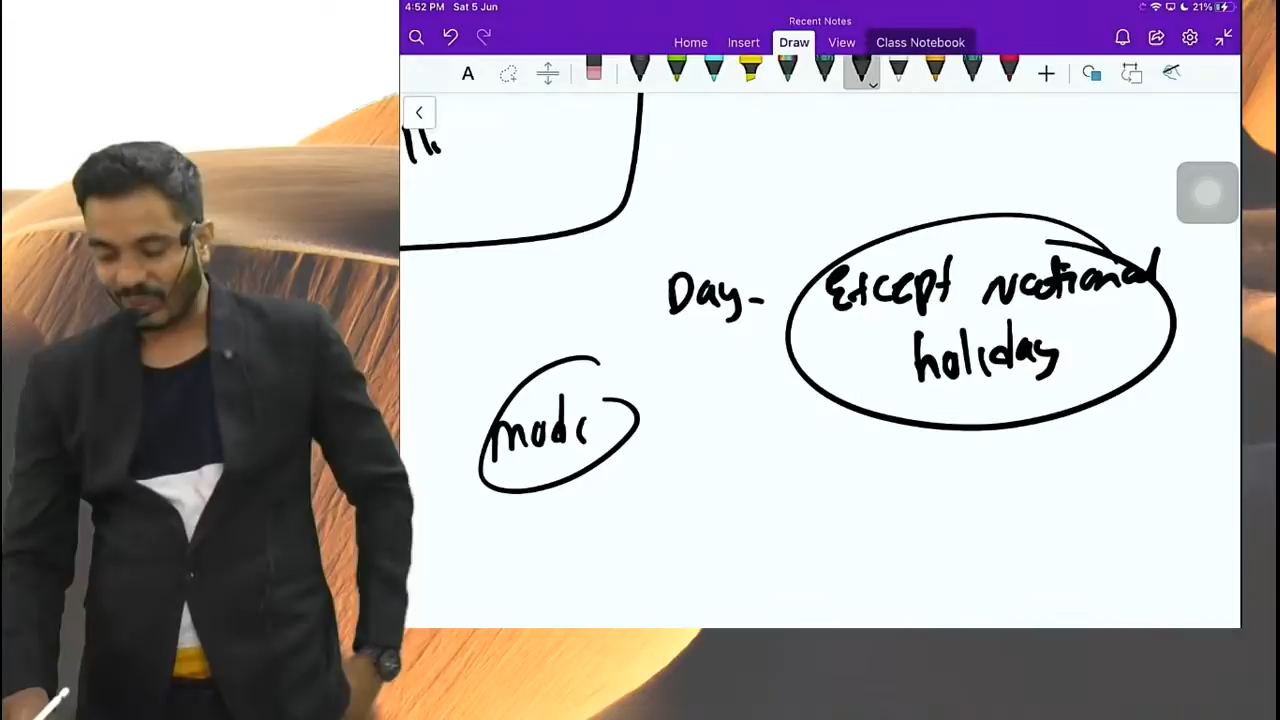 4:52 PM Sat 5 Jun
21%
Recent Notes
Home Insert Draw View Class Notebook
A
Day- Except national
holiday
mode